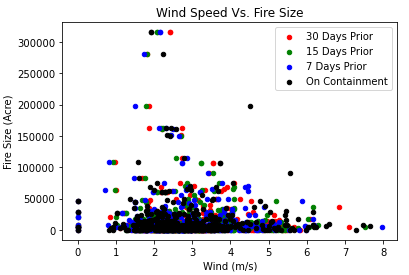 Wind Speed Vs. Fire Size
30 Days Prior
15 Days Prior
7 Days Prior
On Containment
Fire Size (Acre)
300000
250000
200000
150000
100000
50000
0
0 1 2 3 4 5 6 7 8
Wind (m/s)